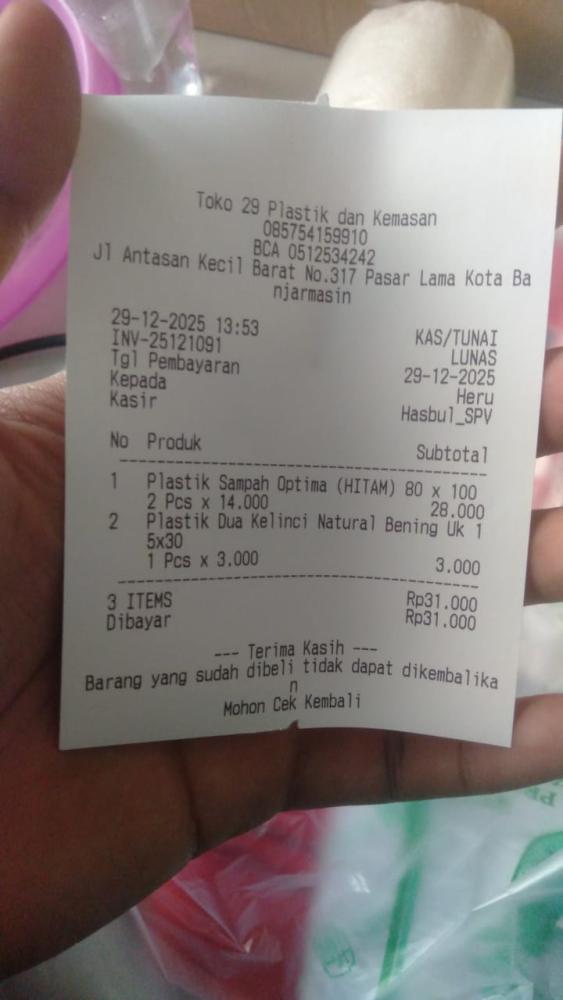 Toko 29 Plastik dan Kemasan
085754159910
BCA 0512534242
Jl Antasan Kecil Barat No.317 Pasar Lama Kota Ba
njarmasin
29-12-2025 13:53 KAS/TUNAI
INV-25121091 LUNAS
Tgl Pembayaran 29-12-2025
Kepada Heru
Kasir Hasbul_SPV
No Produk Subtotal
1 Plastik Sampah Optima (HITAM) 80 x 100
2 Pcs x 14.000 28.000
2 Plastik Dua Kelinci Natural Bening Uk 1
5x30
1 Pcs x 3.000 3.000
3 ITEMS Rp31.000
Dibayar Rp31.000
--- Terima Kasih ---
Barang yang sudah dibeli tidak dapat dikembalika
n
Mohon Cek Kembali